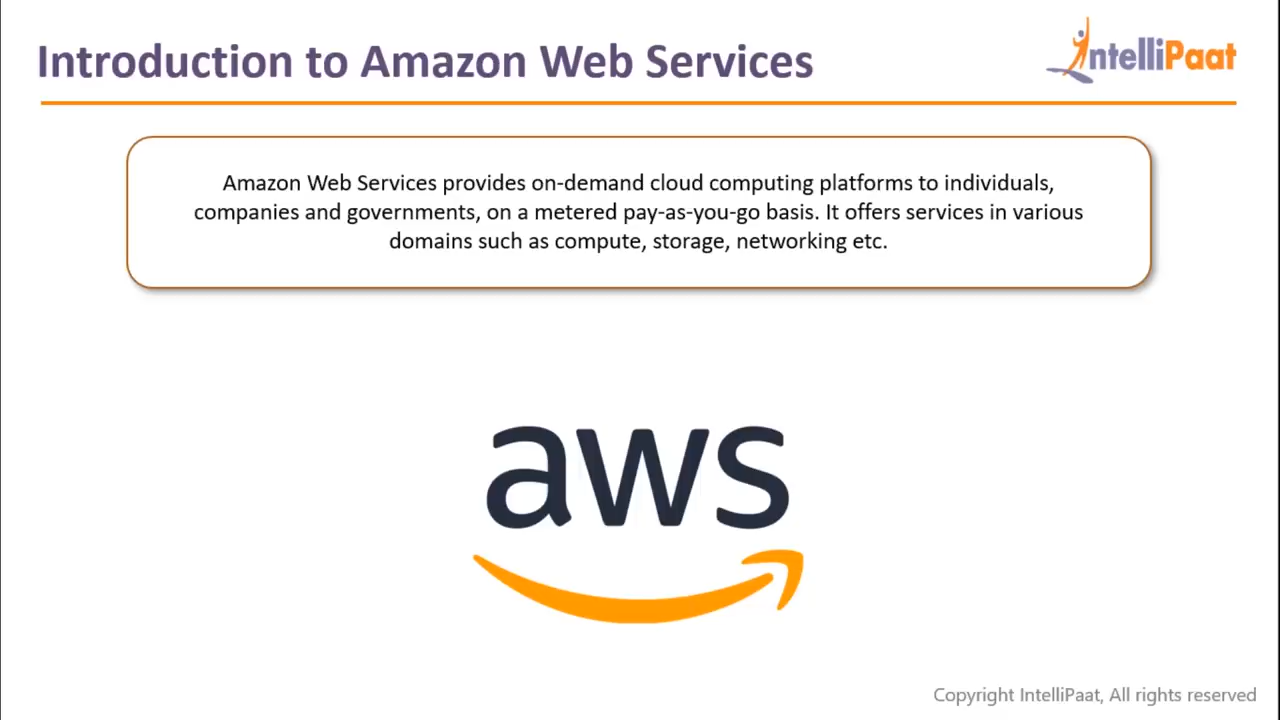 Introduction to Amazon Web Services
IntelliPaat
Amazon Web Services provides on-demand cloud computing platforms to individuals,
companies and governments, on a metered pay-as-you-go basis. It offers services in various
domains such as compute, storage, networking etc.
aws
Copyright IntelliPaat, All rights reserved